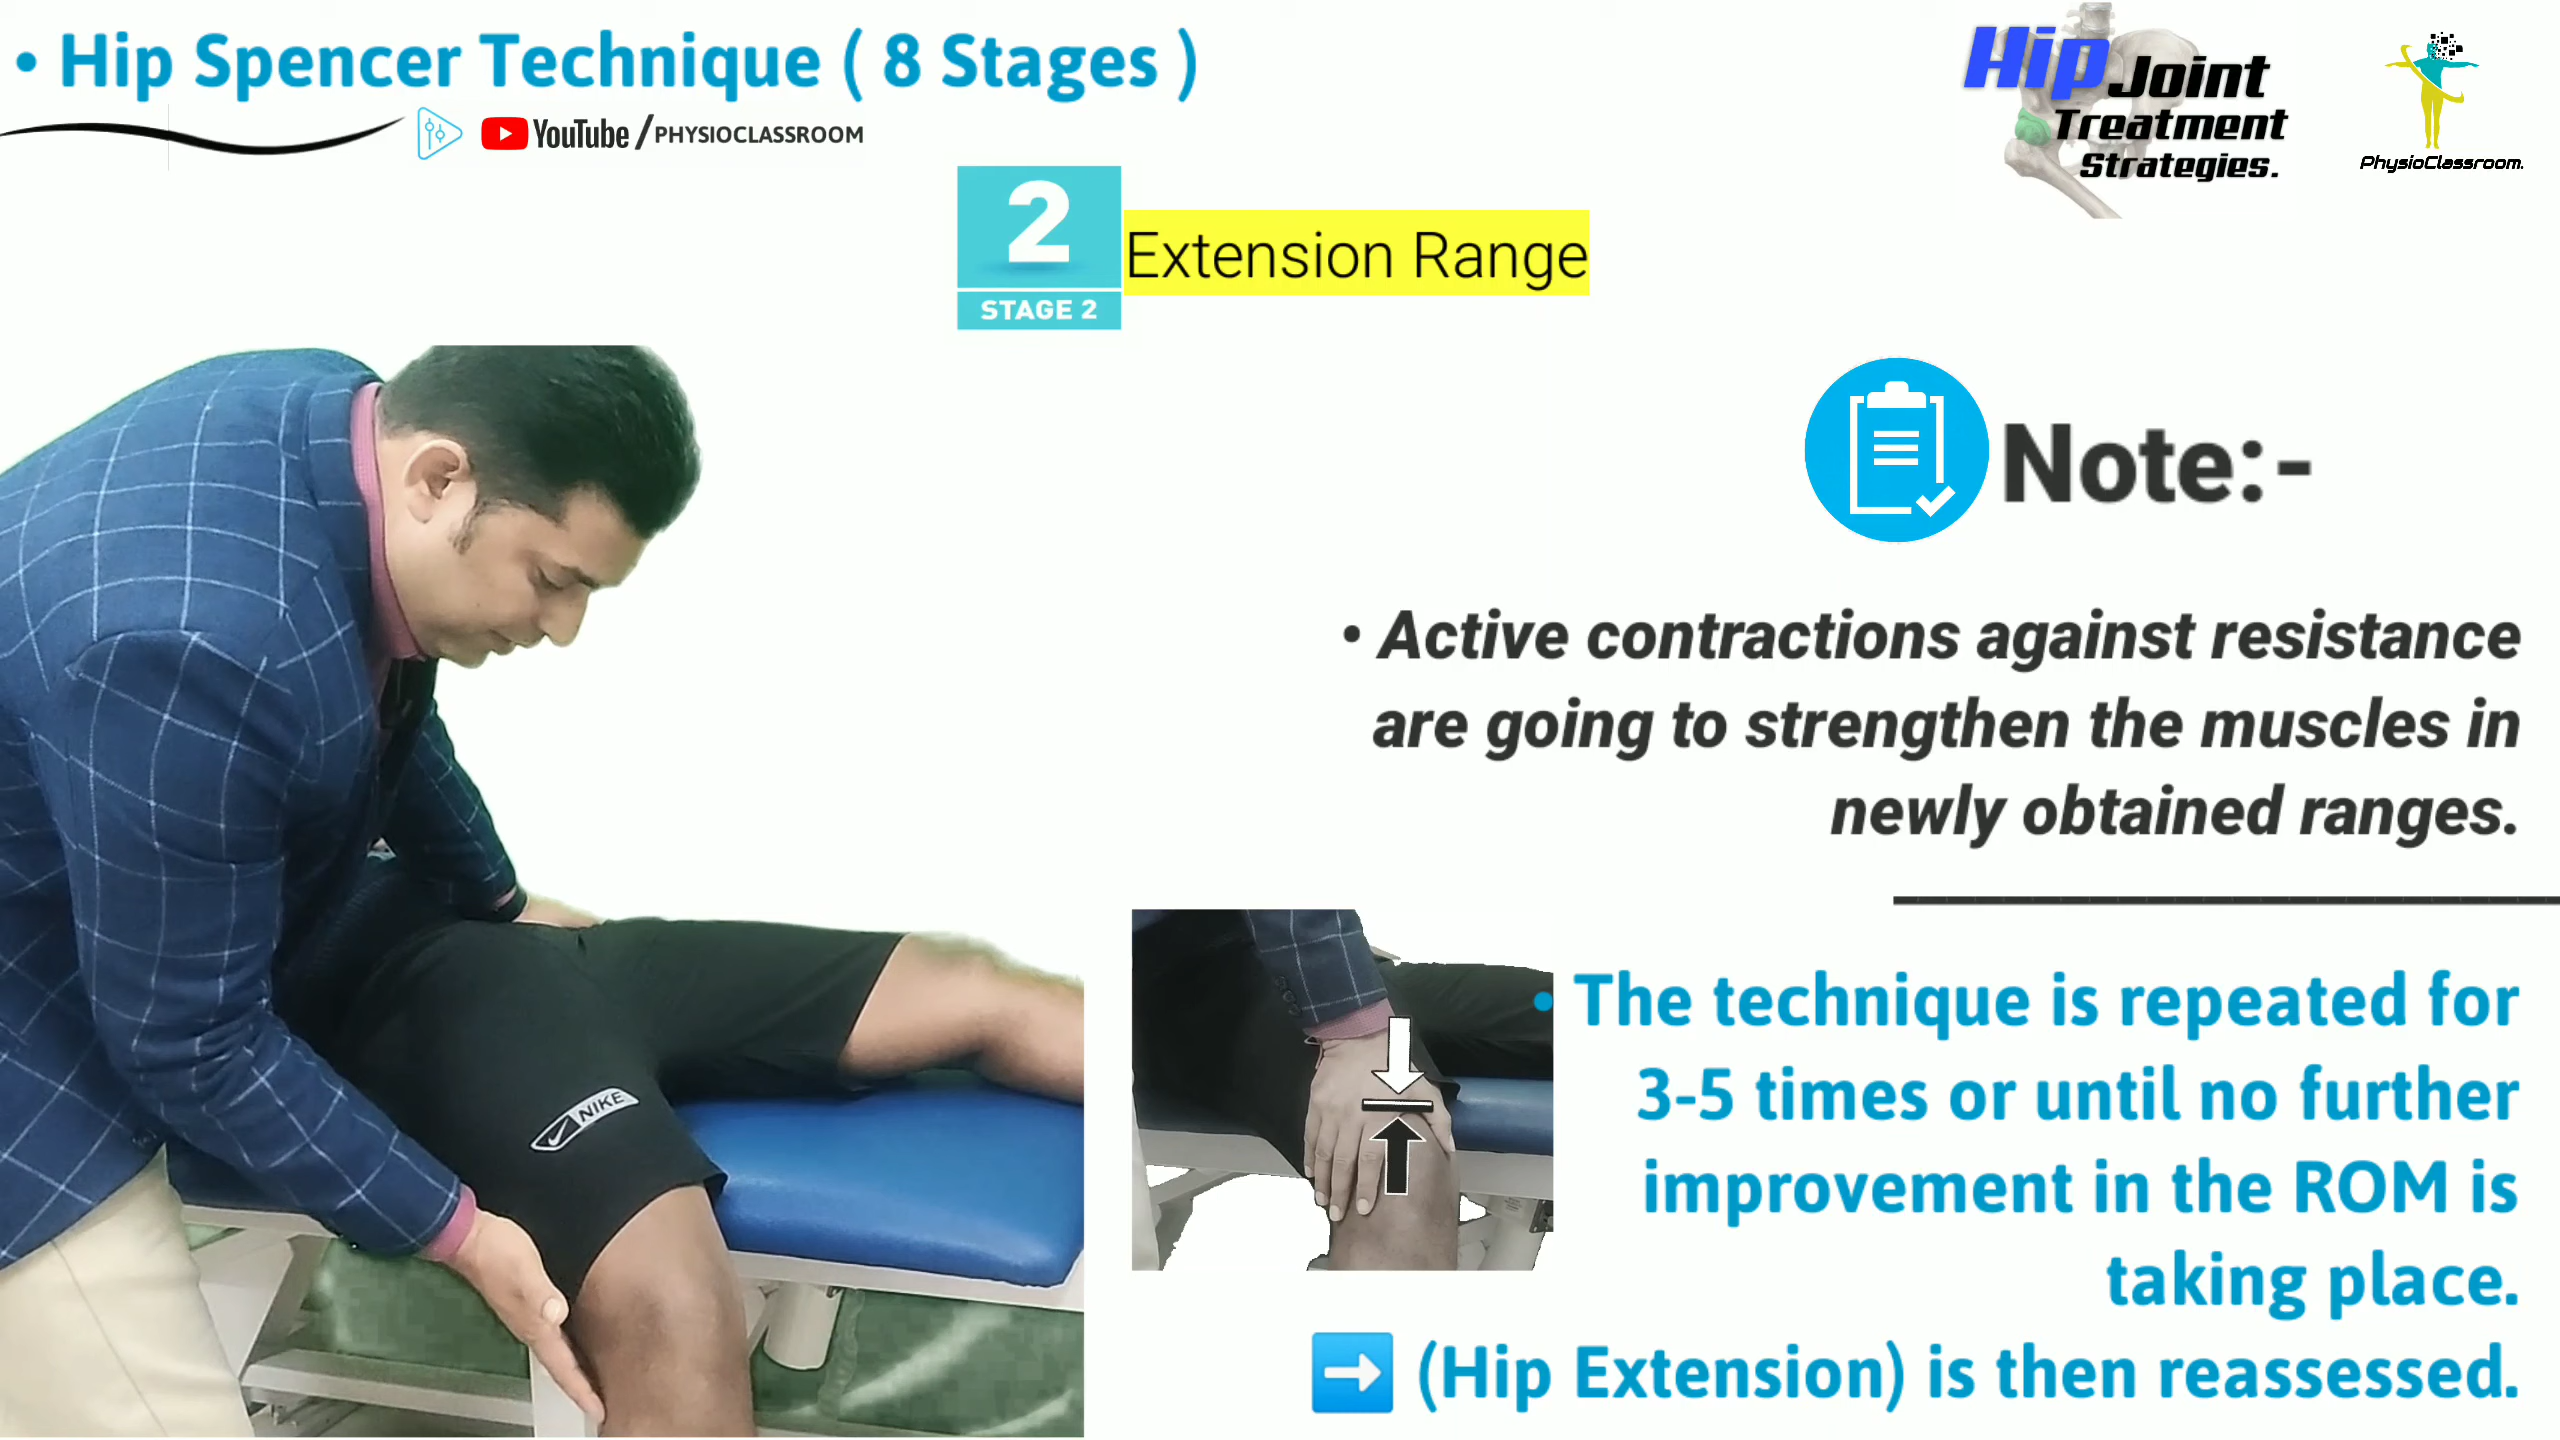 • Hip Spencer Technique ( 8 Stages )
YouTube /PHYSIOCLASSROOM
Hip Joint
Treatment
Strategies.
PhysioClassroom.
2
STAGE 2
Extension Range
Note:-
• Active contractions against resistance
are going to strengthen the muscles in
newly obtained ranges.
NIKE
• The technique is repeated for
3-5 times or until no further
improvement in the ROM is
taking place.
➡ (Hip Extension) is then reassessed.